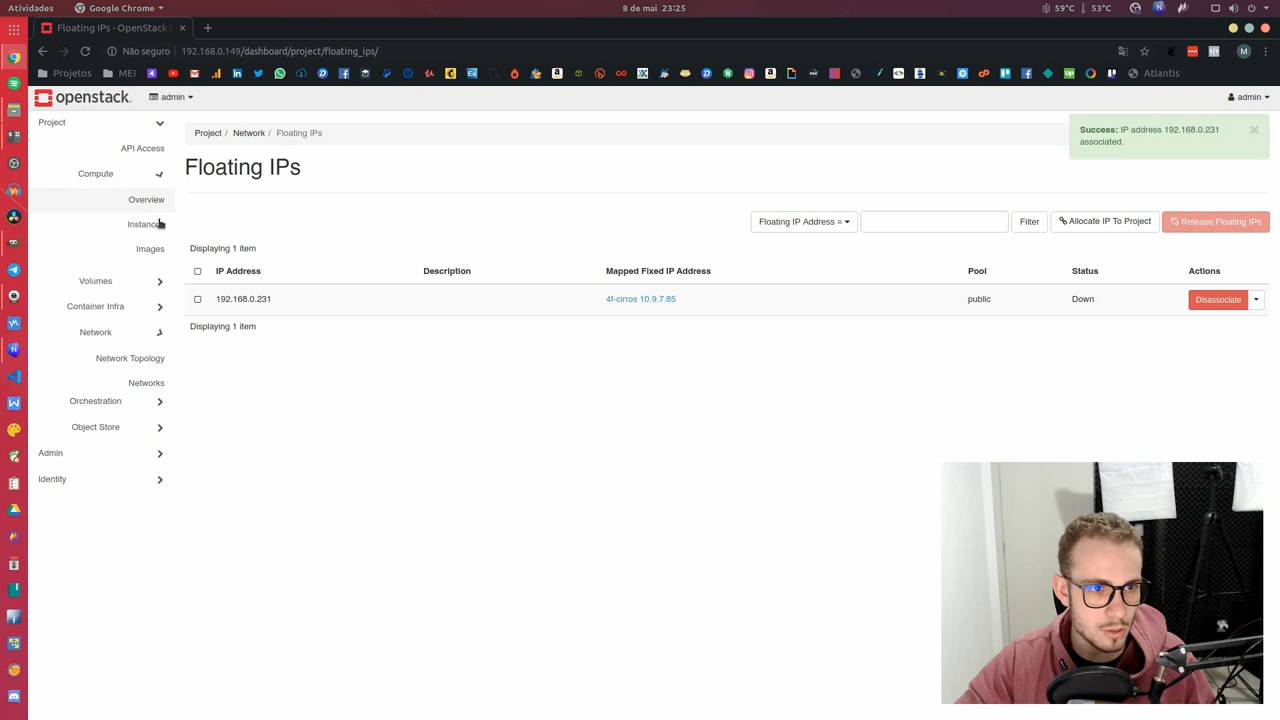 Atividades
Google Chrome
8 de mai 23:25
59°C
53°C
Floating IPs - OpenStack
Não seguro
192.168.0.149/dashboard/project/floating_ips/
M
Projetos
MEI
Atlantis
openstack.
admin
admin
Project
API Access
Compute
Overview
Images
Volumes
Container Infra
Network
Network Topology
Networks
Orchestration
Object Store
Admin
Identity
Project / Network / Floating IPs
Success: IP address 192.168.0.231
associated.
Floating IPs
Floating IP Address =
Filter
Allocate IP To Project
Release Floating IPs
Displaying 1 item
IP Address
Description
Mapped Fixed IP Address
Pool
Status
Actions
192.168.0.231
4f-cirros 10.9.7.85
public
Down
Disassociate
Displaying 1 item